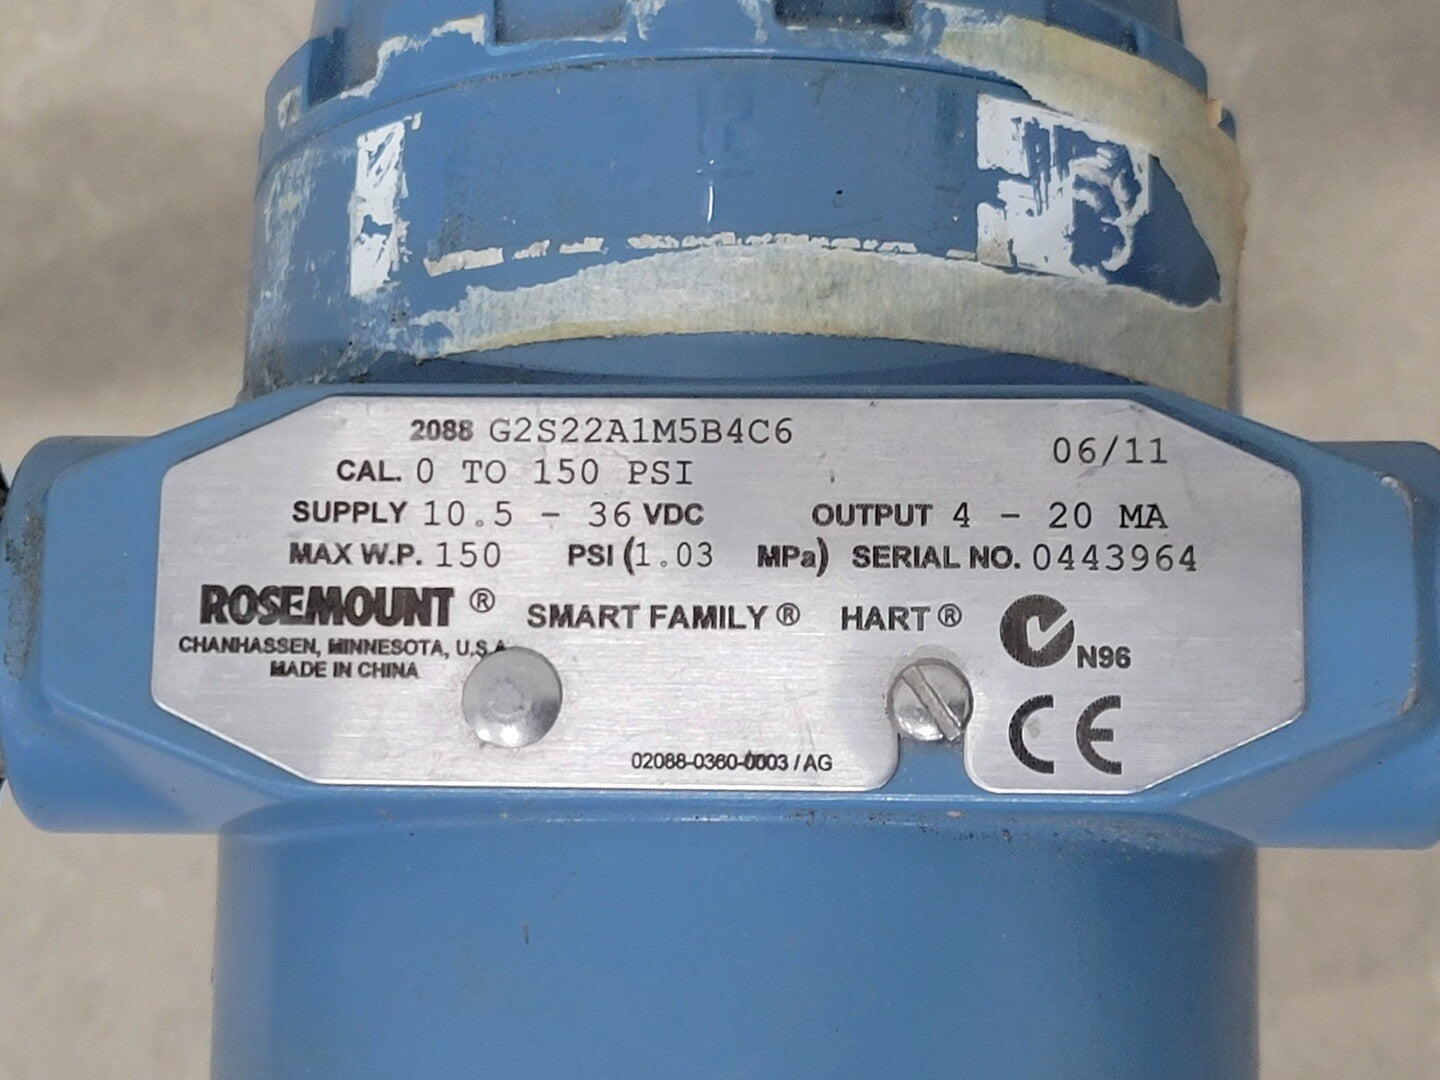 2088 G2S22A1M5B4C6
06/11
CAL. 0 TO 150 PSI
SUPPLY 10.5 - 36 VDC OUTPUT 4 - 20 MA
MAX W.P. 150 PSI (1.03 MPa) SERIAL NO. 0443964
ROSEMOUNT ® SMART FAMILY ® HART ®
N96
CHANHASSEN, MINNESOTA, U.S.A
MADE IN CHINA
CE
02088-0360-0003 / AG